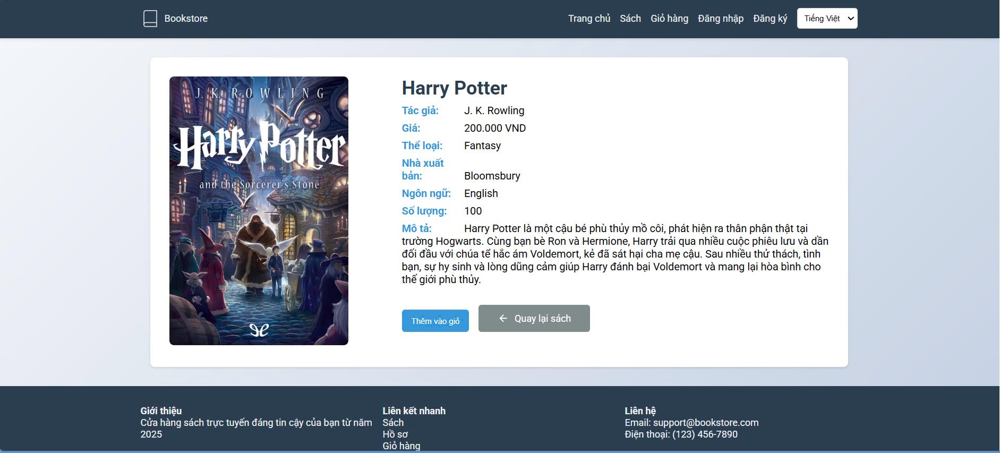 Bookstore
Trang chủ
Sách
Giỏ hàng
Đăng nhập
Đăng ký
Tiếng Việt
J. K. ROWLING
Harry Potter
and the Sorcerer's Stone
Harry Potter
Tác giả: J. K. Rowling
Giá: 200.000 VND
Thể loại: Fantasy
Nhà xuất
bản: Bloomsbury
Ngôn ngữ: English
Số lượng: 100
Mô tả: Harry Potter là một cậu bé phù thủy mồ côi, phát hiện ra thân phận thật tại
trường Hogwarts. Cùng bạn bè Ron và Hermione, Harry trải qua nhiều cuộc phiêu lưu và dần
đối đầu với chúa tể hắc ám Voldemort, kẻ đã sát hại cha mẹ cậu. Sau nhiều thử thách, tình
bạn, sự hy sinh và lòng dũng cảm giúp Harry đánh bại Voldemort và mang lại hòa bình cho
thế giới phù thủy.
Thêm vào giỏ
Quay lại sách
Giới thiệu
Cửa hàng sách trực tuyến đáng tin cậy của bạn từ năm
2025
Liên kết nhanh
Sách
Hồ sơ
Giỏ hàng
Liên hệ
Email: support@bookstore.com
Điện thoại: (123) 456-7890